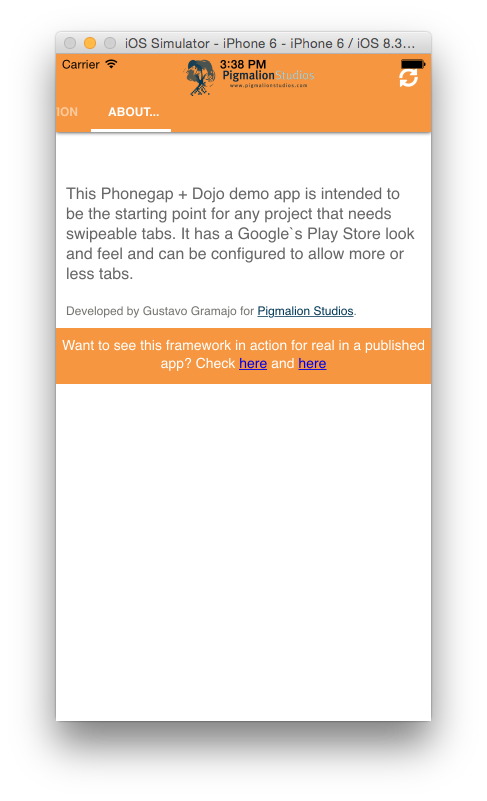 iOS Simulator - iPhone 6 - iPhone 6 / iOS 8.3...
Carrier 3:38 PM
PigmalionStudios
www.pigmalionstudios.com
ION ABOUT...
This Phonegap + Dojo demo app is intended to
be the starting point for any project that needs
swipeable tabs. It has a Google`s Play Store look
and feel and can be configured to allow more or
less tabs.
Developed by Gustavo Gramajo for Pigmalion Studios.
Want to see this framework in action for real in a published
app? Check here and here